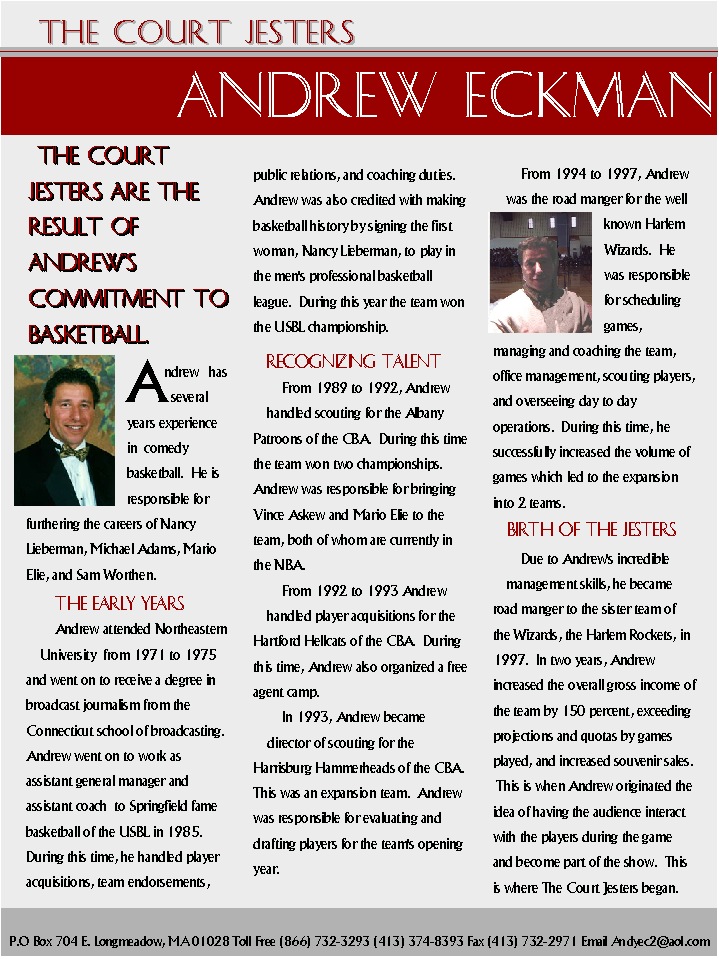 THE COURT JESTERS
ANDREW ECKMAN
THE COURT
JESTERS ARE THE
RESULT OF
ANDREW'S
COMMITMENT TO
BASKETBALL.
Andrew has
several
years experience
in comedy
basketball. He is
responsible for
furthering the careers of Nancy
Lieberman, Michael Adams, Mario
Elie, and Sam Worthen.
THE EARLY YEARS
Andrew attended Northeastern
University from 1971 to 1975
and went on to receive a degree in
broadcast journalism from the
Connecticut school of broadcasting.
Andrew went on to work as
assistant general manager and
assistant coach to Springfield fame
basketball of the USBL in 1985.
During this time, he handled player
acquisitions, team endorsements,
public relations, and coaching duties.
Andrew was also credited with making
basketball history by signing the first
woman, Nancy Lieberman, to play in
the men's professional basketball
league. During this year the team won
the USBL championship.
RECOGNIZING TALENT
From 1989 to 1992, Andrew
handled scouting for the Albany
Patroons of the CBA. During this time
the team won two championships.
Andrew was responsible for bringing
Vince Askew and Mario Elie to the
team, both of whom are currently in
the NBA.
From 1992 to 1993 Andrew
handled player acquisitions for the
Hartford Hellcats of the CBA. During
this time, Andrew also organized a free
agent camp.
In 1993, Andrew became
director of scouting for the
Harrisburg Hammerheads of the CBA.
This was an expansion team. Andrew
was responsible for evaluating and
drafting players for the team's opening
year.
From 1994 to 1997, Andrew
was the road manger for the well
known Harlem
Wizards. He
was responsible
for scheduling
games,
managing and coaching the team,
office management, scouting players,
and overseeing day to day
operations. During this time, he
successfully increased the volume of
games which led to the expansion
into 2 teams.
BIRTH OF THE JESTERS
Due to Andrew's incredible
management skills, he became
road manger to the sister team of
the Wizards, the Harlem Rockets, in
1997. In two years, Andrew
increased the overall gross income of
the team by 150 percent, exceeding
projections and quotas by games
played, and increased souvenir sales.
This is when Andrew originated the
idea of having the audience interact
with the players during the game
and become part of the show. This
is where The Court Jesters began.
P.O Box 704 E. Longmeadow, MA 01028 Toll Free (866) 732-3293 (413) 374-8393 Fax (413) 732-2971 Email Andyec2@aol.com